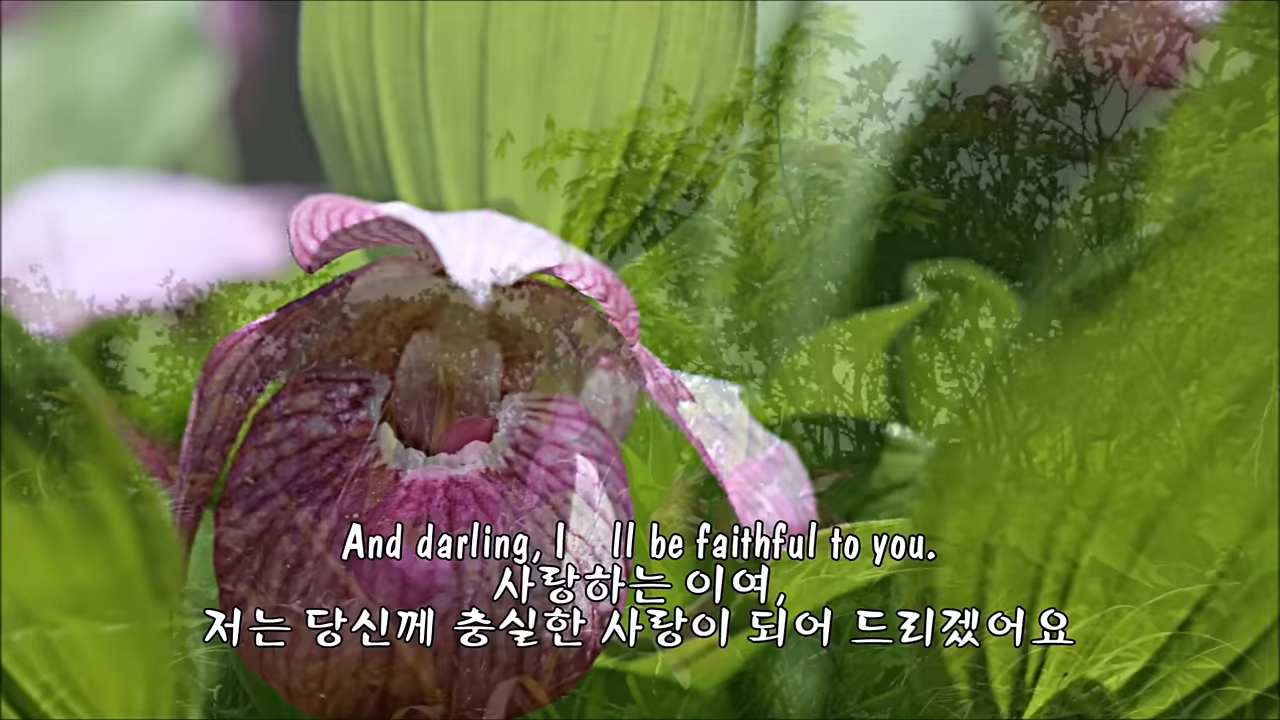 And darling, I ll be faithful to you.
사랑하는 이여,
저는 당신께 충실한 사랑이 되어 드리겠어요